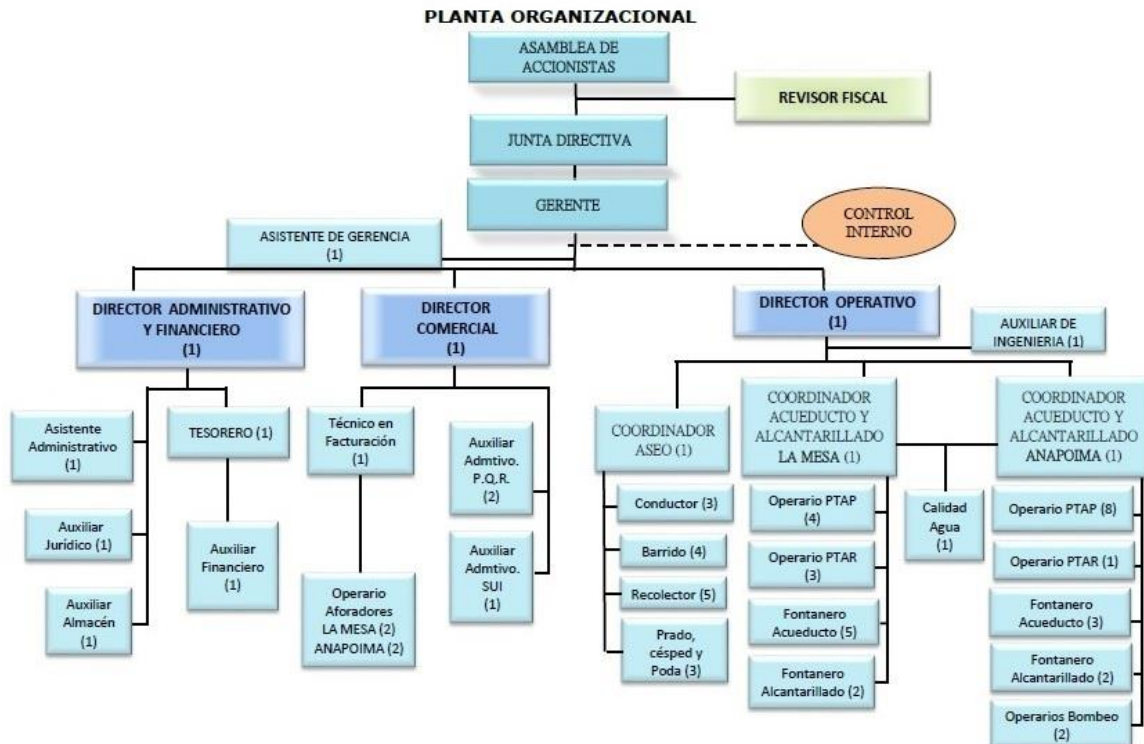 PLANTA ORGANIZACIONAL
ASAMBLEA DE
ACCIONISTAS
REVISOR FISCAL
JUNTA DIRECTIVA
GERENTE
CONTROL
INTERNO
ASISTENTE DE GERENCIA
(1)
DIRECTOR ADMINISTRATIVO
Y FINANCIERO
(1)
DIRECTOR
COMERCIAL
(1)
DIRECTOR OPERATIVO
(1)
AUXILIAR DE
INGENIERIA (1)
Asistente
Administrativo
(1)
TESORERO (1)
Auxiliar
Jurídico (1)
Auxiliar
Financiero
(1)
Auxiliar
Almacén
(1)
Técnico en
Facturación
(1)
Auxiliar
Admtivo.
P.Q.R.
(2)
Operario
Aforadores
LA MESA (2)
ANAPOIMA (2)
Auxiliar
Admtivo.
SUI
(1)
COORDINADOR
ASEO (1)
Conductor (3)
Barrido (4)
Recolector (5)
Prado,
césped y
Poda (3)
COORDINADOR
ACUEDUCTO Y
ALCANTARILLADO
LA MESA (1)
Operario PTAP
(4)
Operario PTAR
(3)
Fontanero
Acueducto (5)
Fontanero
Alcantarillado (2)
Calidad
Agua
(1)
COORDINADOR
ACUEDUCTO Y
ALCANTARILLADO
ANAPOIMA (1)
Operario PTAP (8)
Operario PTAR (1)
Fontanero
Acueducto (3)
Fontanero
Alcantarillado (2)
Operarios Bombeo
(2)